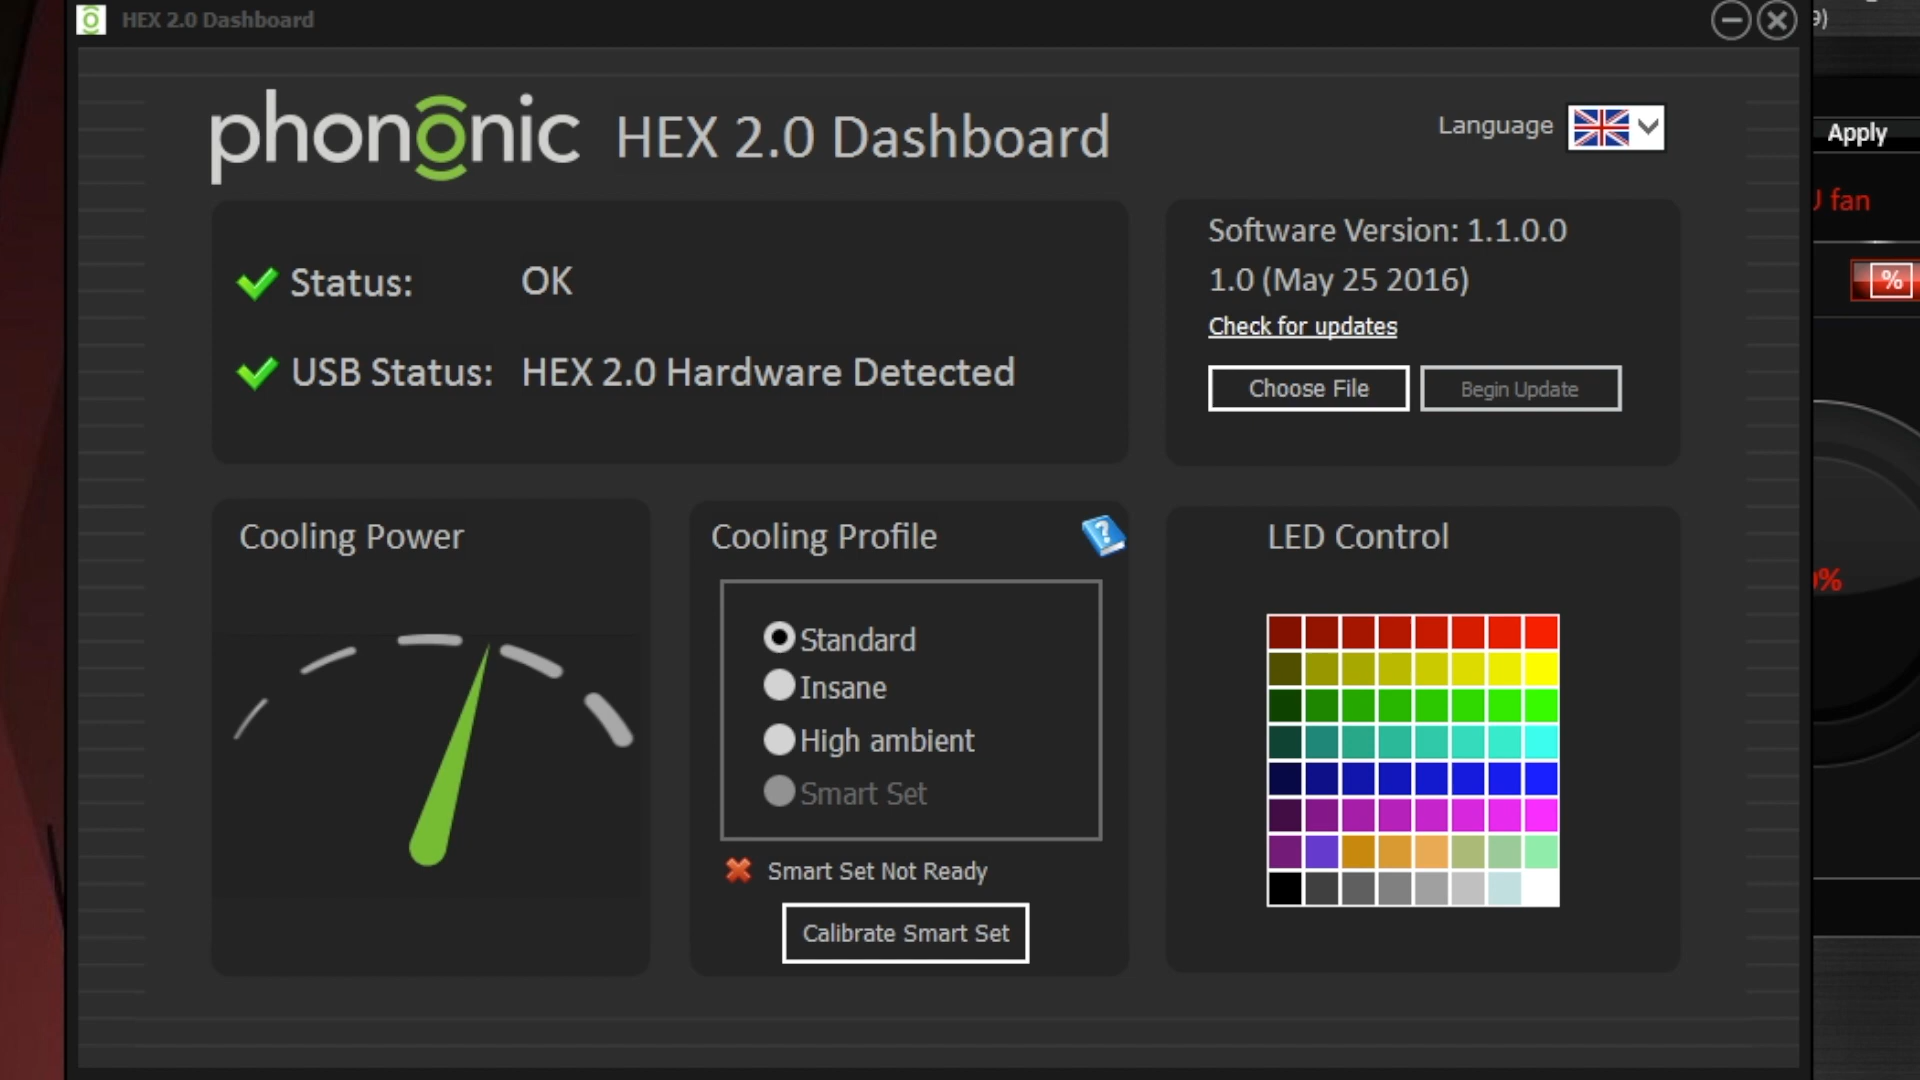 HEX 2.0 Dashboard
phononic HEX 2.0 Dashboard
Language
Apply
fan
%
Status: OK
USB Status: HEX 2.0 Hardware Detected
Software Version: 1.1.0.0
1.0 (May 25 2016)
Check for updates
Choose File
Begin Update
Cooling Power
Cooling Profile
?
Standard
Insane
High ambient
Smart Set
Smart Set Not Ready
Calibrate Smart Set
LED Control
%